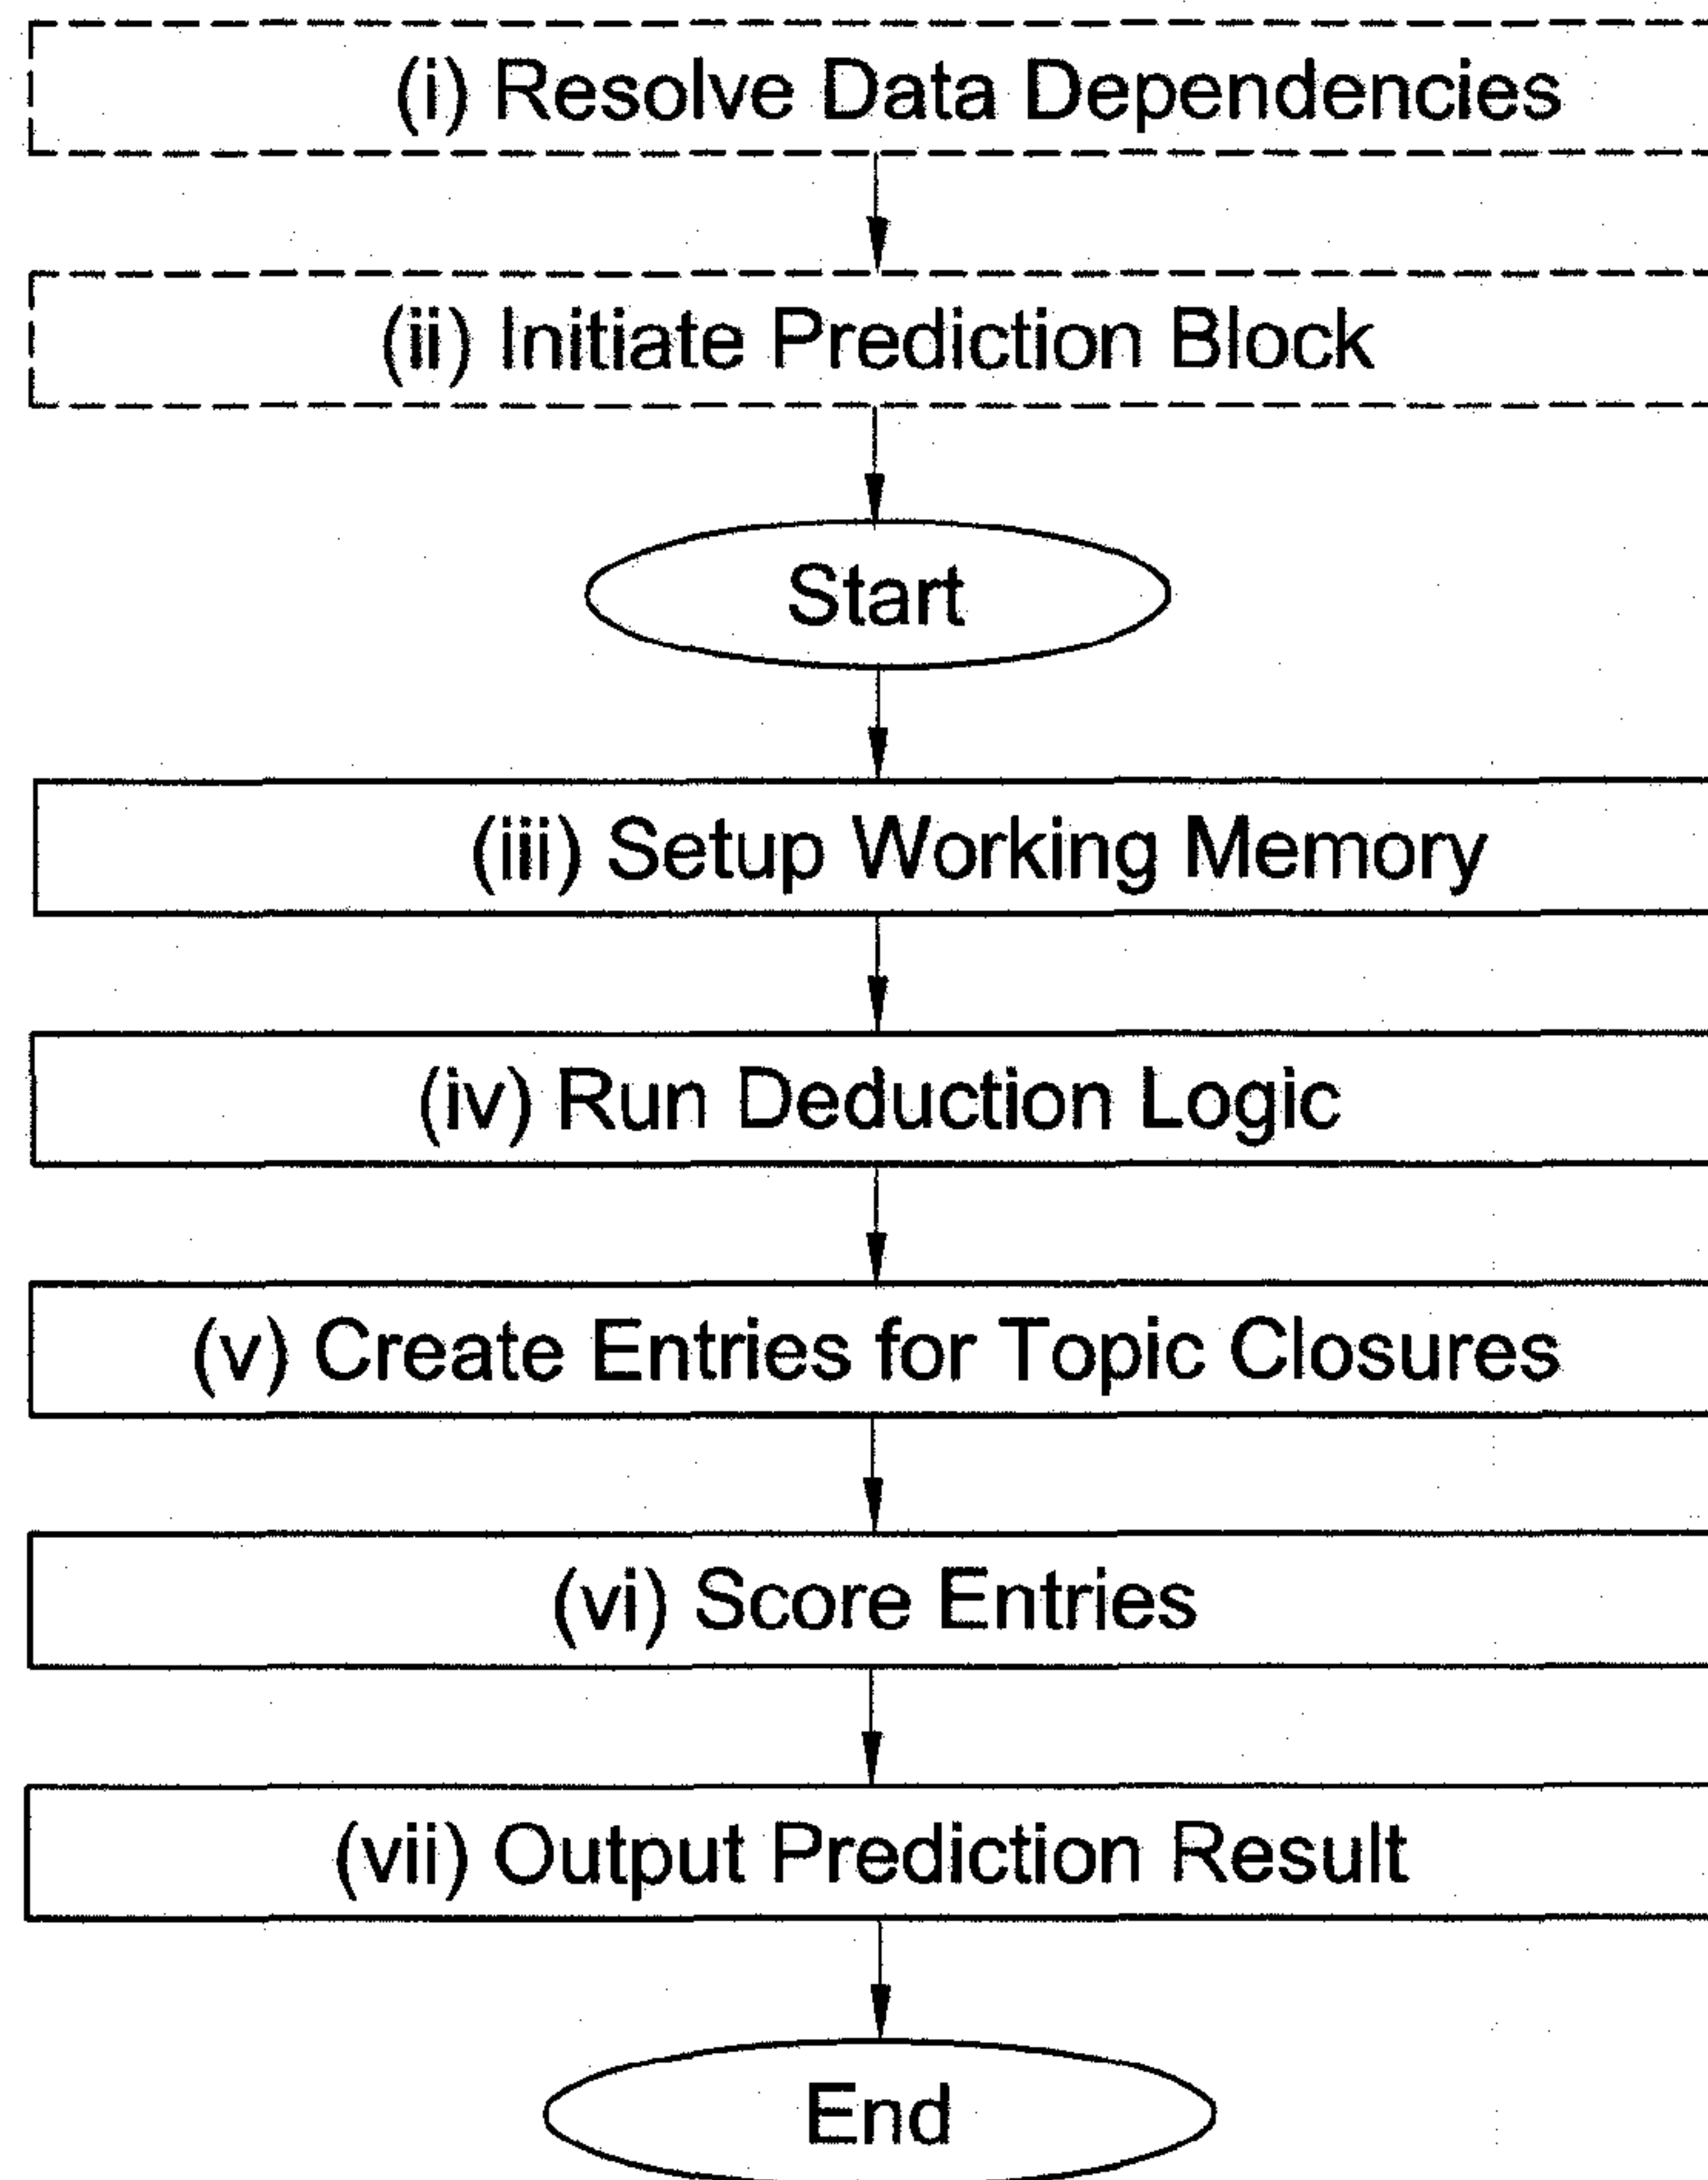 (i) Resolve Data Dependencies
(ii) Initiate Prediction Block
Start
(iii) Setup Working Memory
(iv) Run Deduction Logic
(v) Create Entries for Topic Closures
(vi) Score Entries
(vii) Output Prediction Result
End